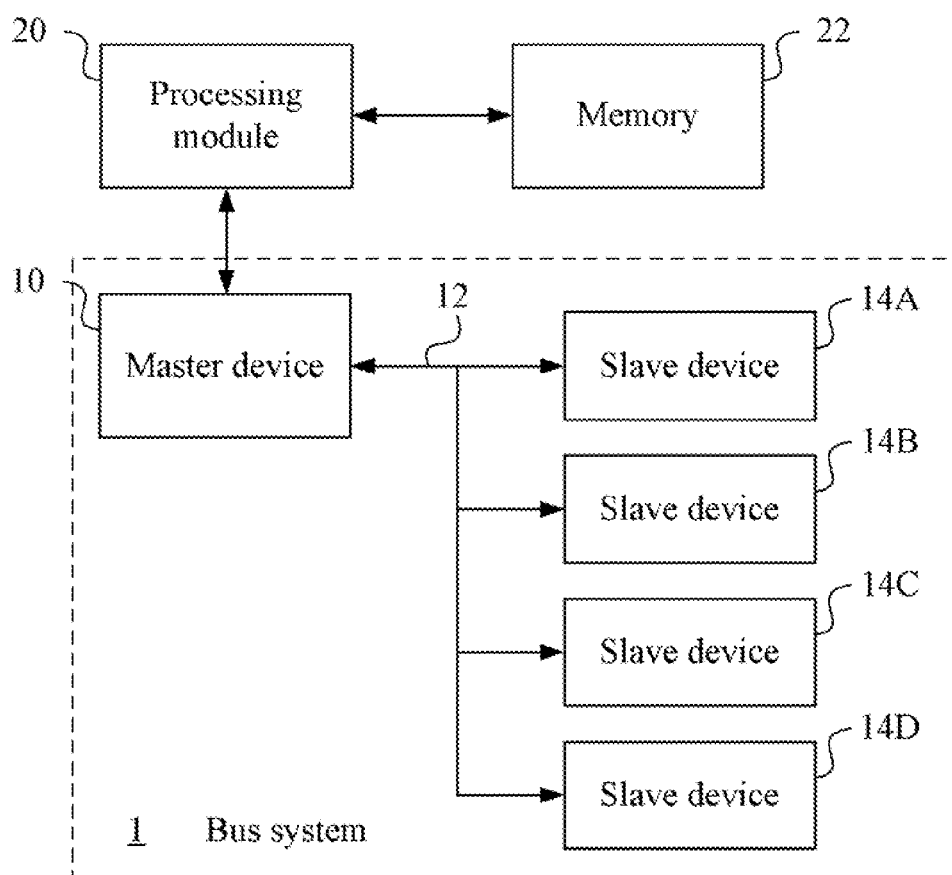 20
Processing
module
Memory
22
10
Master device
12
Slave device
14A
Slave device
14B
Slave device
14C
Slave device
14D
1 Bus system